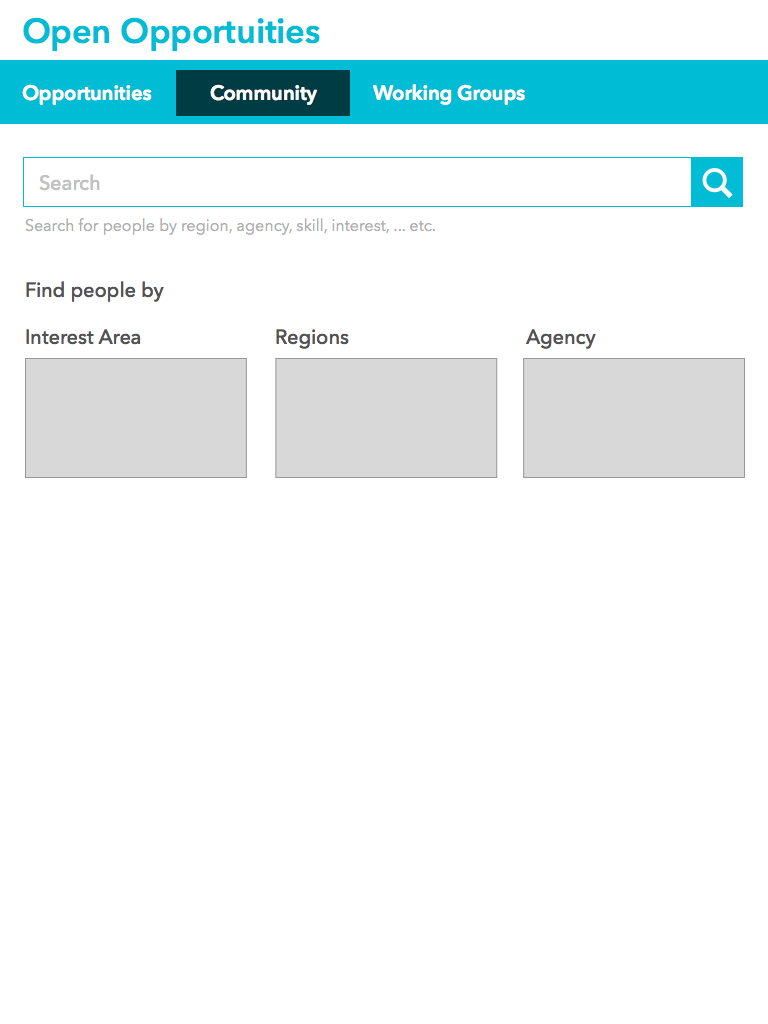 Open Opportuities
Opportunities Community Working Groups
Search
Search for people by region, agency, skill, interest, ... etc.
Find people by
Interest Area Regions Agency